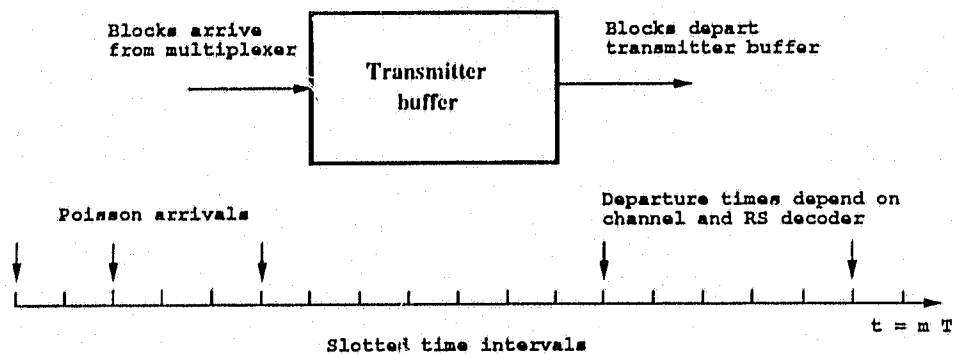 Blocks arrive
from multiplexer
Blocks depart
transmitter buffer
Transmitter
buffer
Poisson arrivals
Departure times depend on
channel and RS decoder
t = m T
Slotted time intervals